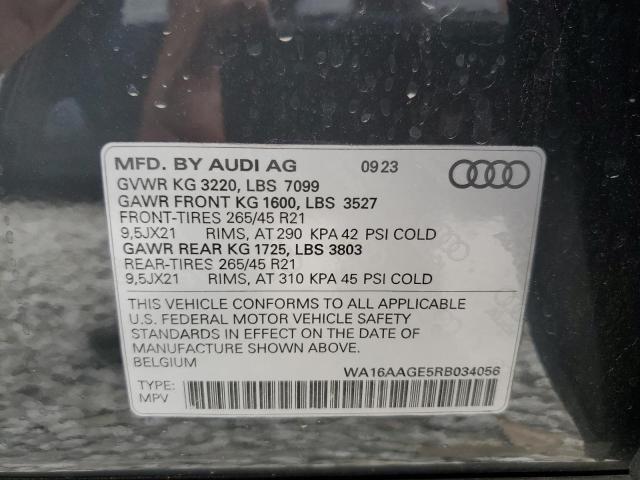 MFD. BY AUDI AG 09 23
GVWR KG 3220, LBS 7099
GAWR FRONT KG 1600, LBS 3527
FRONT-TIRES 265/45 R21
9,5JX21 RIMS, AT 290 KPA 42 PSI COLD
GAWR REAR KG 1725, LBS 3803
REAR-TIRES 265/45 R21
9,5JX21 RIMS, AT 310 KPA 45 PSI COLD
THIS VEHICLE CONFORMS TO ALL APPLICABLE
U.S. FEDERAL MOTOR VEHICLE SAFETY
STANDARDS IN EFFECT ON THE DATE OF
MANUFACTURE SHOWN ABOVE.
BELGIUM WA16AAGE5RB034056
TYPE:
MPV